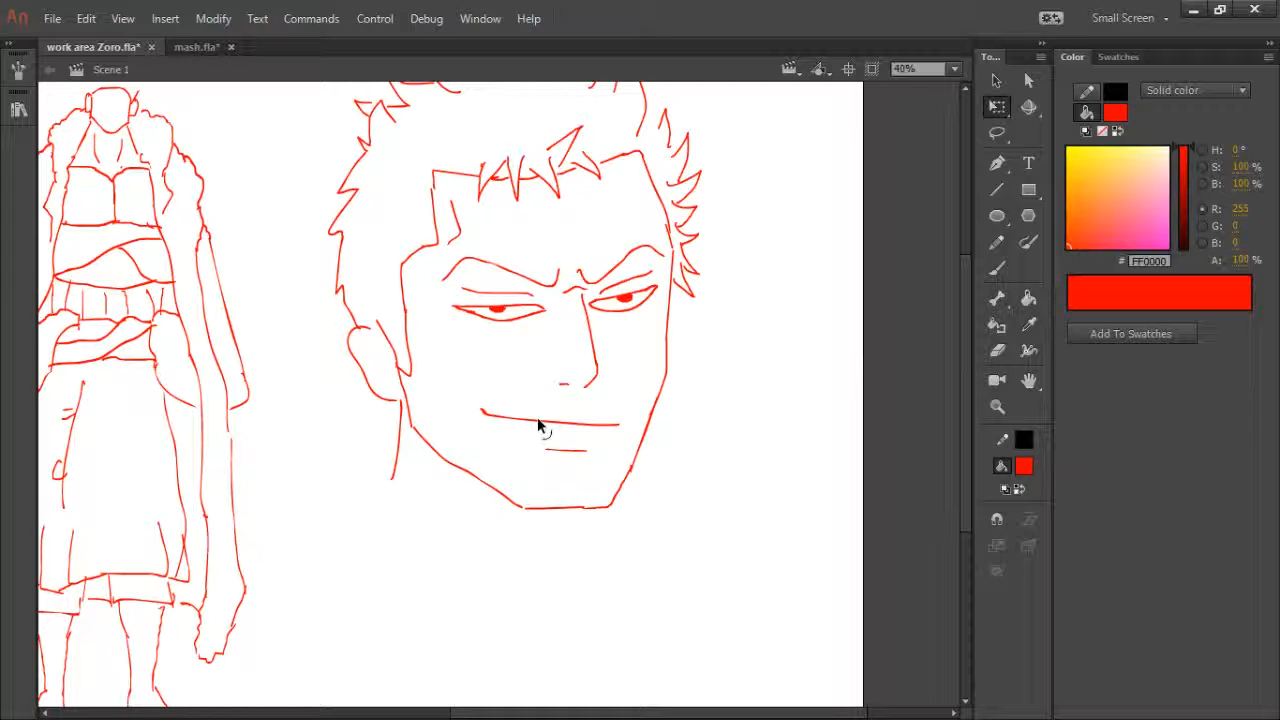 An File Edit View Insert Modify Text Commands Control Debug Window Help Small Screen
work area Zoro.fla* × mash.fla* ×
Scene 1 40%
To... Color Swatches
Solid color
H: 0 °
S: 100 %
B: 100 %
R: 255
G: 0
B: 0
# FF0000 A: 100 %
Add To Swatches
T